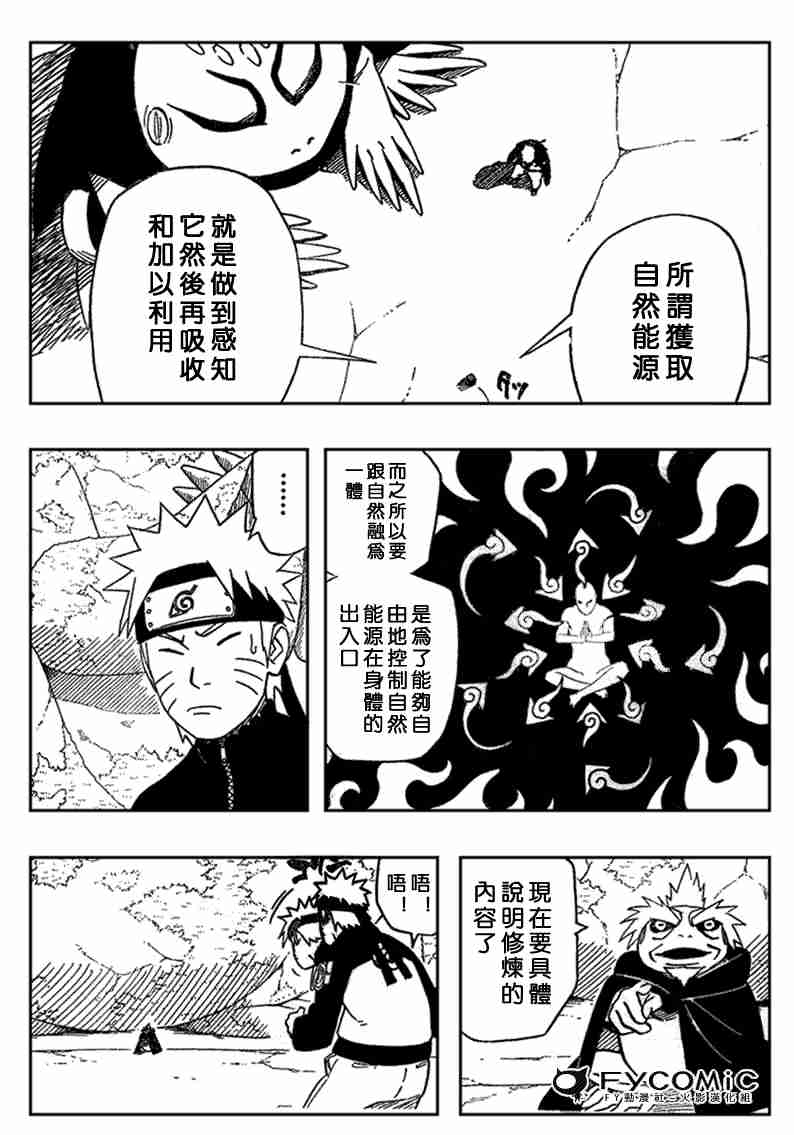 所謂獲取
自然能源
就是做到感知
它然後再吸收
和加以利用
タッ
而之所以要
跟自然融為
一體
是為了能夠自
由地控制自然
能源在身體的
出入口
……
現在要具體
說明修煉的
內容了
唔！
唔！
FYCOMiC
FY動漫社火影漢化組